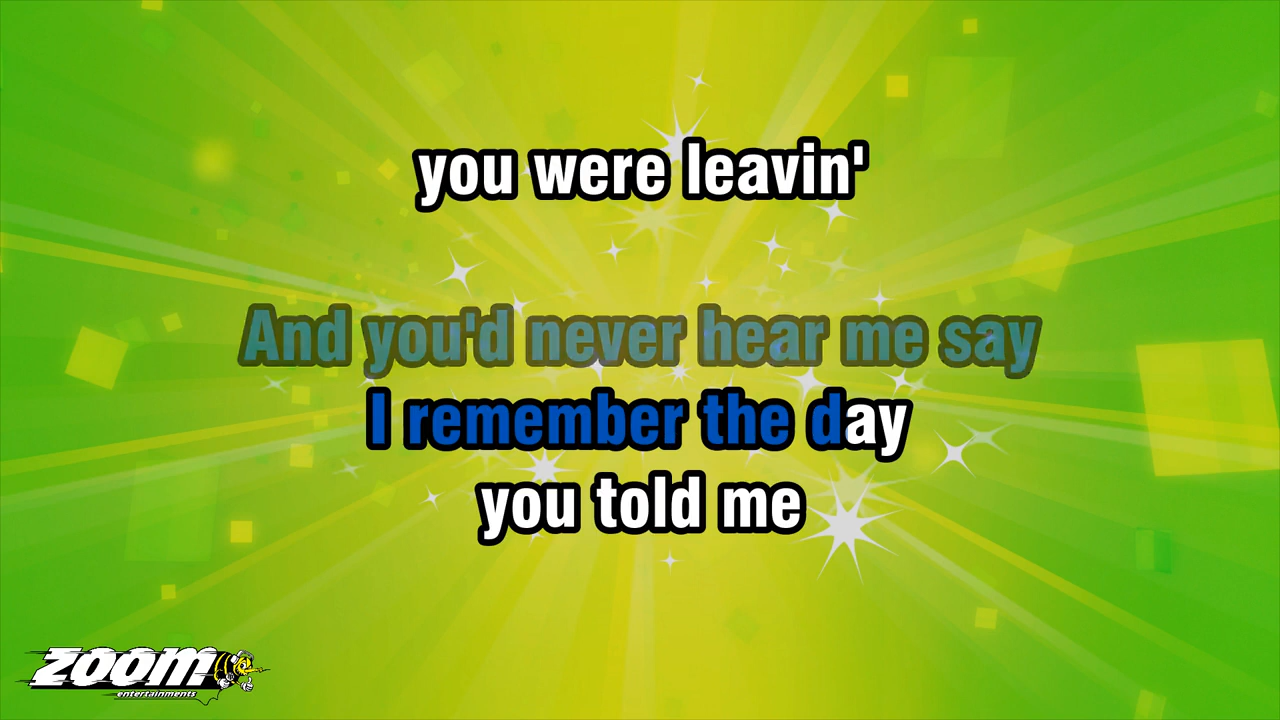 you were leavin'
And you'd never hear me say
I remember the day
you told me
ZOOM
entertainments